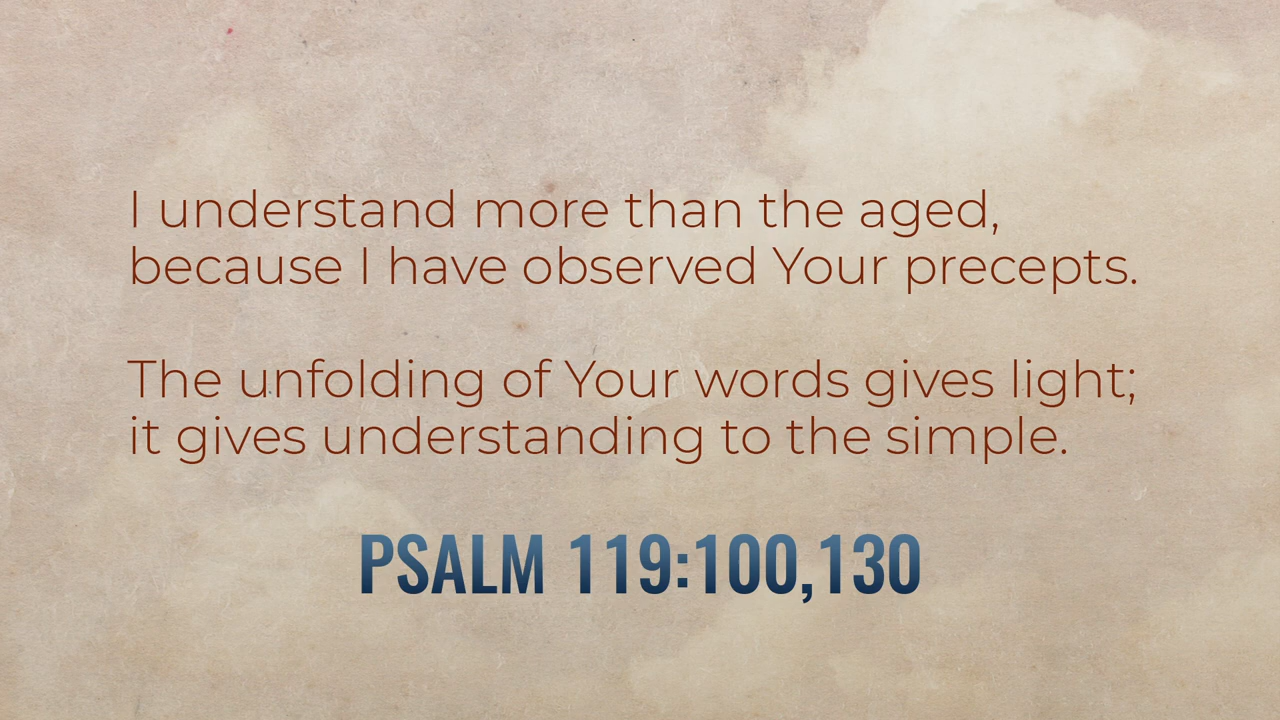 I understand more than the aged,
because I have observed Your precepts.
The unfolding of Your words gives light;
it gives understanding to the simple.
PSALM 119:100,130